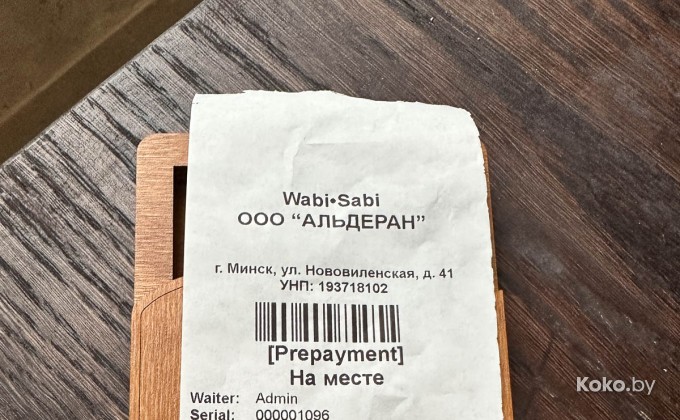 Wabi•Sabi
ООО “АЛЬДЕРАН”
г. Минск, ул. Нововиленская, д. 41
УНП: 193718102
[Prepayment]
На месте
Waiter: Admin
Serial: 000001096
Koko.by